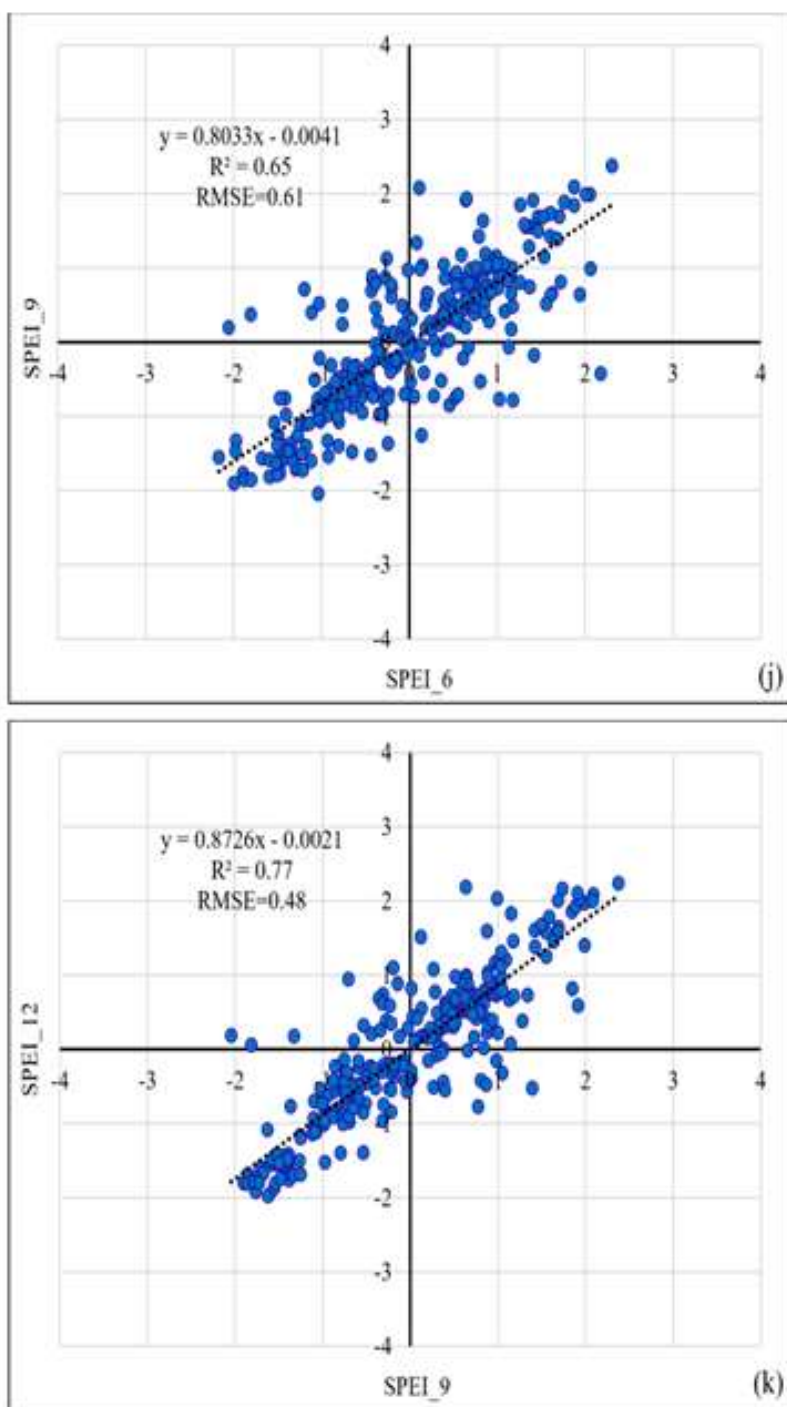 4
y = 0.8033x - 0.0041
R² = 0.65
RMSE=0.61
3
2
1
SPEI_9
-4
-3
-2
-1
0
1
2
3
4
-1
-2
-3
-4
SPEI_6
(j)
4
3
y = 0.8726x - 0.0021
R² = 0.77
RMSE=0.48
2
1
SPEI_12
0
-4
-3
-2
-1
0
1
2
3
4
-1
-2
-3
-4
SPEI_9
(k)